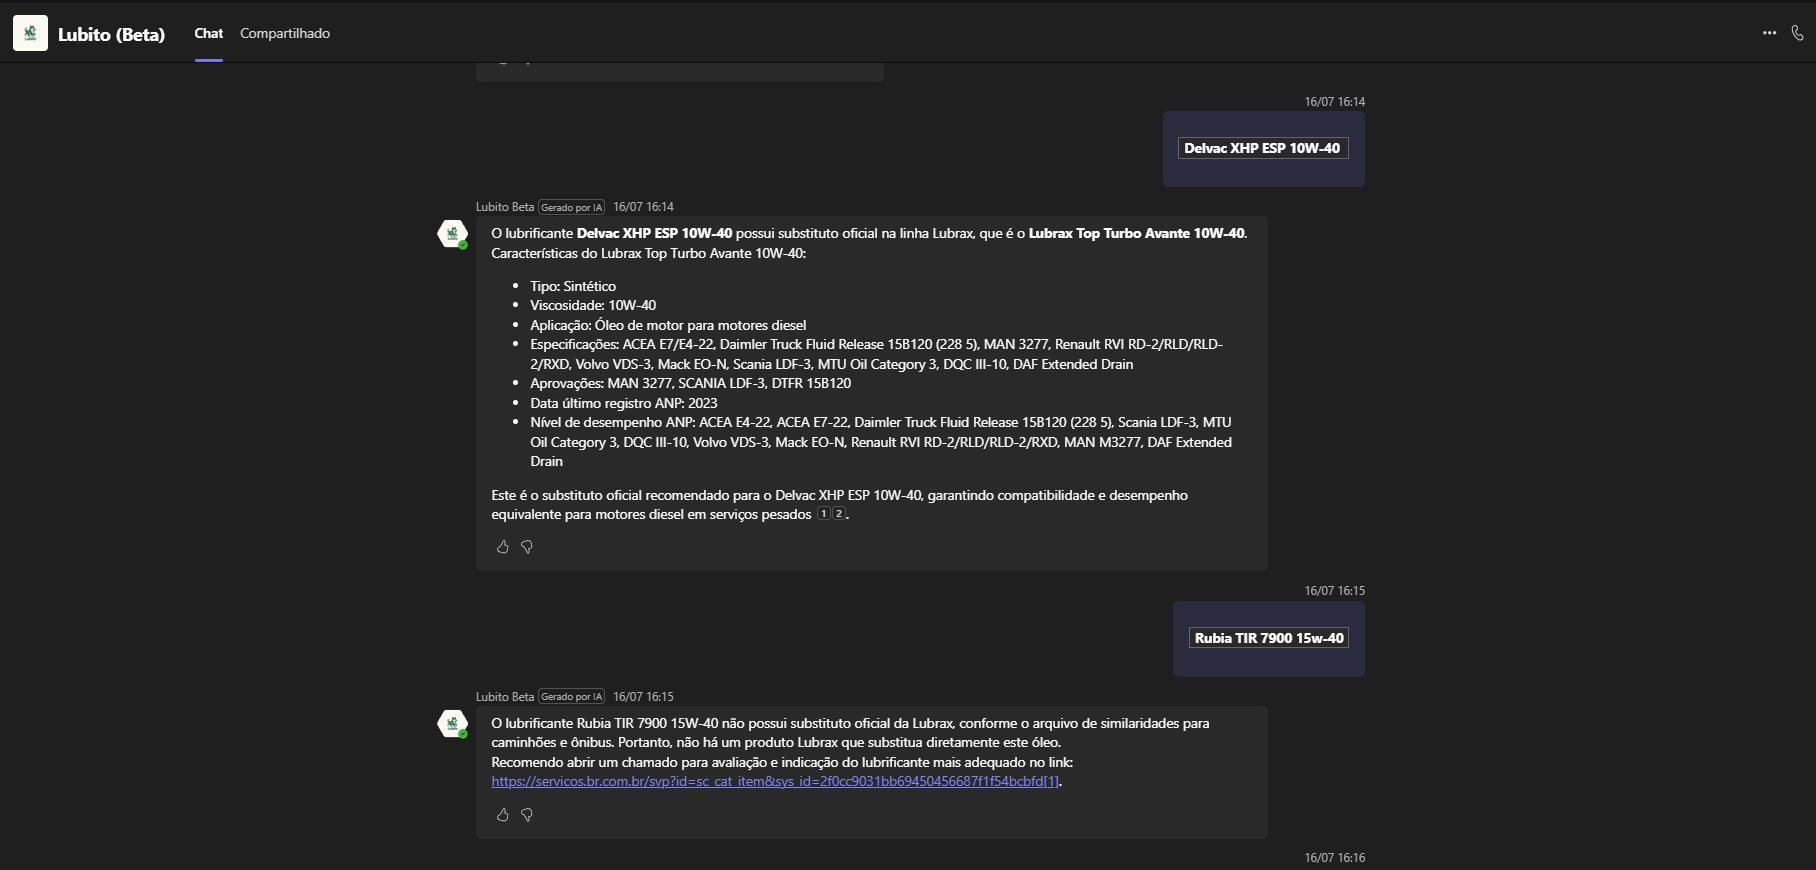 Lubito (Beta) Chat Compartilhado
16/07 16:14
Delvac XHP ESP 10W-40
Lubito Beta Gerado por IA 16/07 16:14
O lubrificante Delvac XHP ESP 10W-40 possui substituto oficial na linha Lubrax, que é o Lubrax Top Turbo Avante 10W-40.
Características do Lubrax Top Turbo Avante 10W-40:
• Tipo: Sintético
• Viscosidade: 10W-40
• Aplicação: Óleo de motor para motores diesel
• Especificações: ACEA E7/E4-22, Daimler Truck Fluid Release 15B120 (228 5), MAN 3277, Renault RVI RD-2/RLD/RLD-
2/RXD, Volvo VDS-3, Mack EO-N, Scania LDF-3, MTU Oil Category 3, DQC III-10, DAF Extended Drain
• Aprovações: MAN 3277, SCANIA LDF-3, DTFR 15B120
• Data último registro ANP: 2023
• Nível de desempenho ANP: ACEA E4-22, ACEA E7-22, Daimler Truck Fluid Release 15B120 (228 5), Scania LDF-3, MTU
Oil Category 3, DQC III-10, Volvo VDS-3, Mack EO-N, Renault RVI RD-2/RLD/RLD-2/RXD, MAN M3277, DAF Extended
Drain
Este é o substituto oficial recomendado para o Delvac XHP ESP 10W-40, garantindo compatibilidade e desempenho
equivalente para motores diesel em serviços pesados 1 2.
16/07 16:15
Rubia TIR 7900 15w-40
Lubito Beta Gerado por IA 16/07 16:15
O lubrificante Rubia TIR 7900 15W-40 não possui substituto oficial da Lubrax, conforme o arquivo de similaridades para
caminhões e ônibus. Portanto, não há um produto Lubrax que substitua diretamente este óleo.
Recomendo abrir um chamado para avaliação e indicação do lubrificante mais adequado no link:
https://servicos.br.com.br/svp?id=sc_cat_item&sys_id=2f0cc9031bb69450456687f1f54bcbfd[1].
16/07 16:16